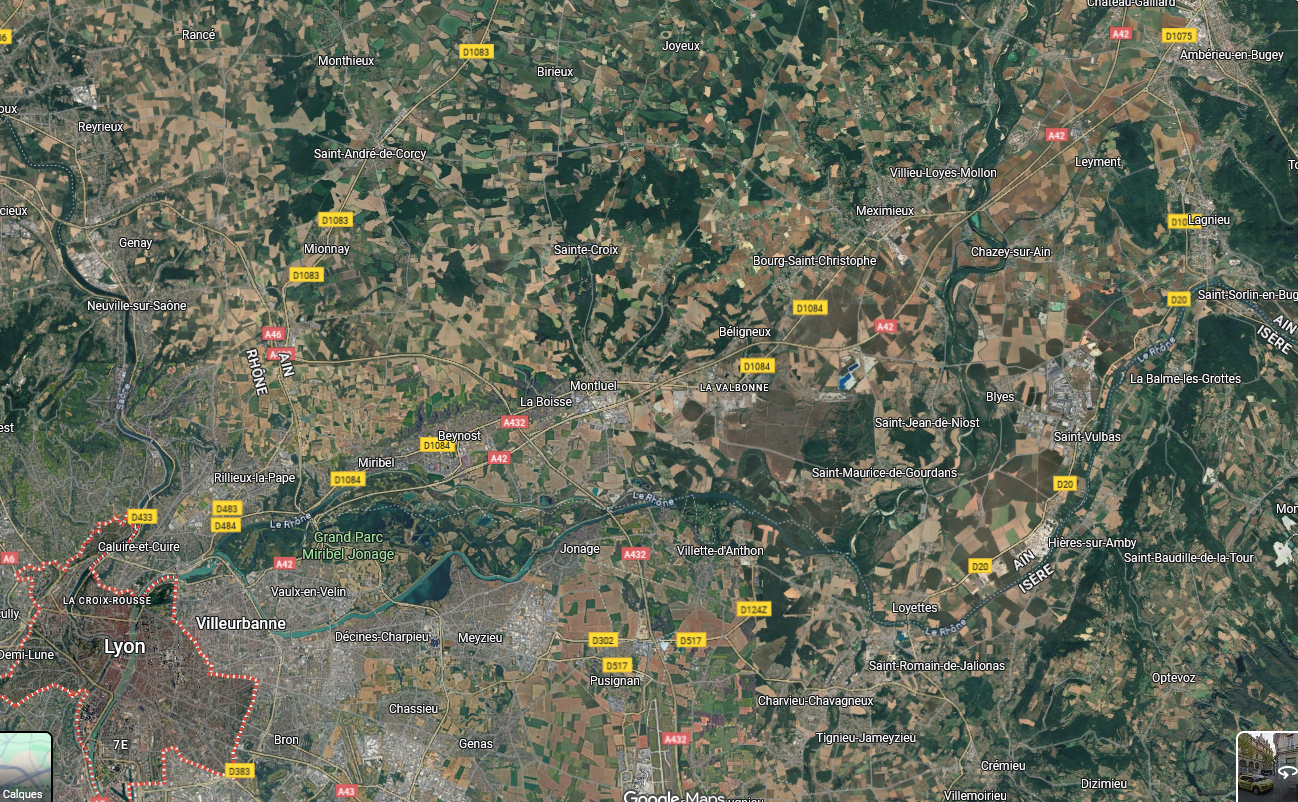 Château-Gaillard
Rancé
A42
D1075
Joyeux
D1083
Ambérieu-en-Bugey
Monthieux
Birieux
Reyrieux
A42
Saint-André-de-Corcy
Leyment
Villieu-Loyes-Mollon
Meximieux
D1083
Lagnieu
Genay
Mionnay
Sainte-Croix
Chazey-sur-Ain
Bourg-Saint-Christophe
D1083
Saint-Sorlin-en-Bug
D20
Neuville-sur-Saône
D1084
AIN
ISÈRE
A42
A46
Béligneux
Le Rhône
RHÔNE
AIN
D1084
La Balme-les-Grottes
Montluel
LA VALBONNE
Saône
La Boisse
Blyes
A432
Saint-Jean-de-Niost
Beynost
D1084
Saint-Vulbas
A42
Miribel
Rillieux-la-Pape
D1084
Saint-Maurice-de-Gourdans
D20
Le Rhône
D483
D433
D484
Le Rhône
Grand Parc
Miribel Jonage
Caluire-et-Cuire
Jonage
A432
Villette-d'Anthon
Hières-sur-Amby
A6
A42
AIN
ISÈRE
Saint-Baudille-de-la-Tour
D20
Vaulx-en-Velin
LA CROIX-ROUSSE
Loyettes
D124Z
Villeurbanne
Le Rhône
Décines-Charpieu
Meyzieu
D302
D517
Lyon
Demi-Lune
D517
Saint-Romain-de-Jalionas
Pusignan
Optevoz
Charvieu-Chavagneux
Chassieu
7E
Bron
Genas
A432
Tignieu-Jameyzieu
Crémieu
D383
Dizimieu
A43
Calques
Google Maps
Villemoirieu